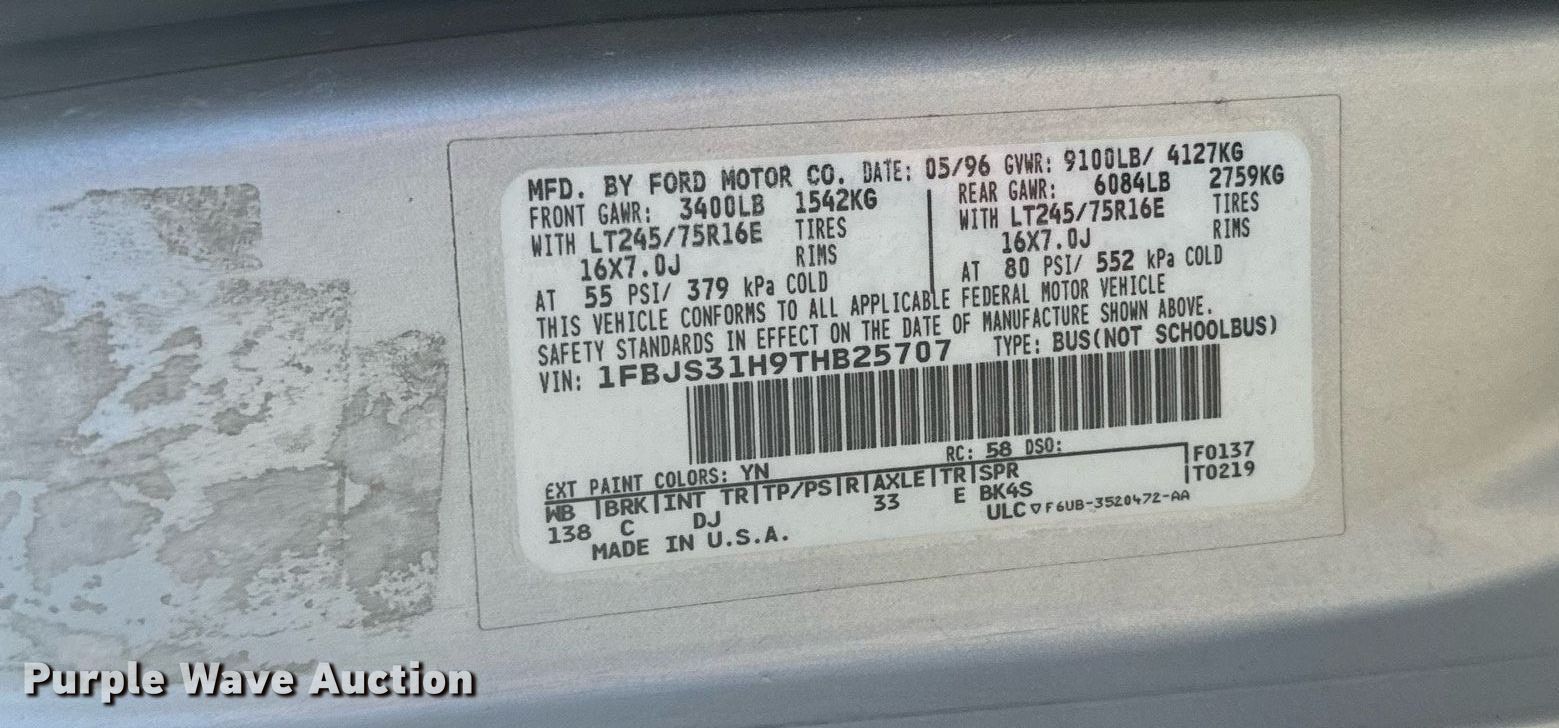 MFD. BY FORD MOTOR CO. DATE: 05/96 GVWR: 9100LB/ 4127KG
FRONT GAWR: 3400LB 1542KG
WITH LT245/75R16E TIRES
16X7.0J RIMS
AT 55 PSI/ 379 kPa COLD
REAR GAWR: 6084LB 2759KG
WITH LT245/75R16E TIRES
16X7.0J RIMS
AT 80 PSI/ 552 kPa COLD
THIS VEHICLE CONFORMS TO ALL APPLICABLE FEDERAL MOTOR VEHICLE
SAFETY STANDARDS IN EFFECT ON THE DATE OF MANUFACTURE SHOWN ABOVE.
VIN: 1FBJS31H9THB25707 TYPE: BUS(NOT SCHOOLBUS)
EXT PAINT COLORS: YN RC: 58 DSO: F0137
WB |BRK|INT TR|TP/PS|R|AXLE|TR|SPR |T0219
138 C DJ 33 E BK4S
MADE IN U.S.A. ULC ▽ F6UB-3520472-AA
Purple Wave Auction